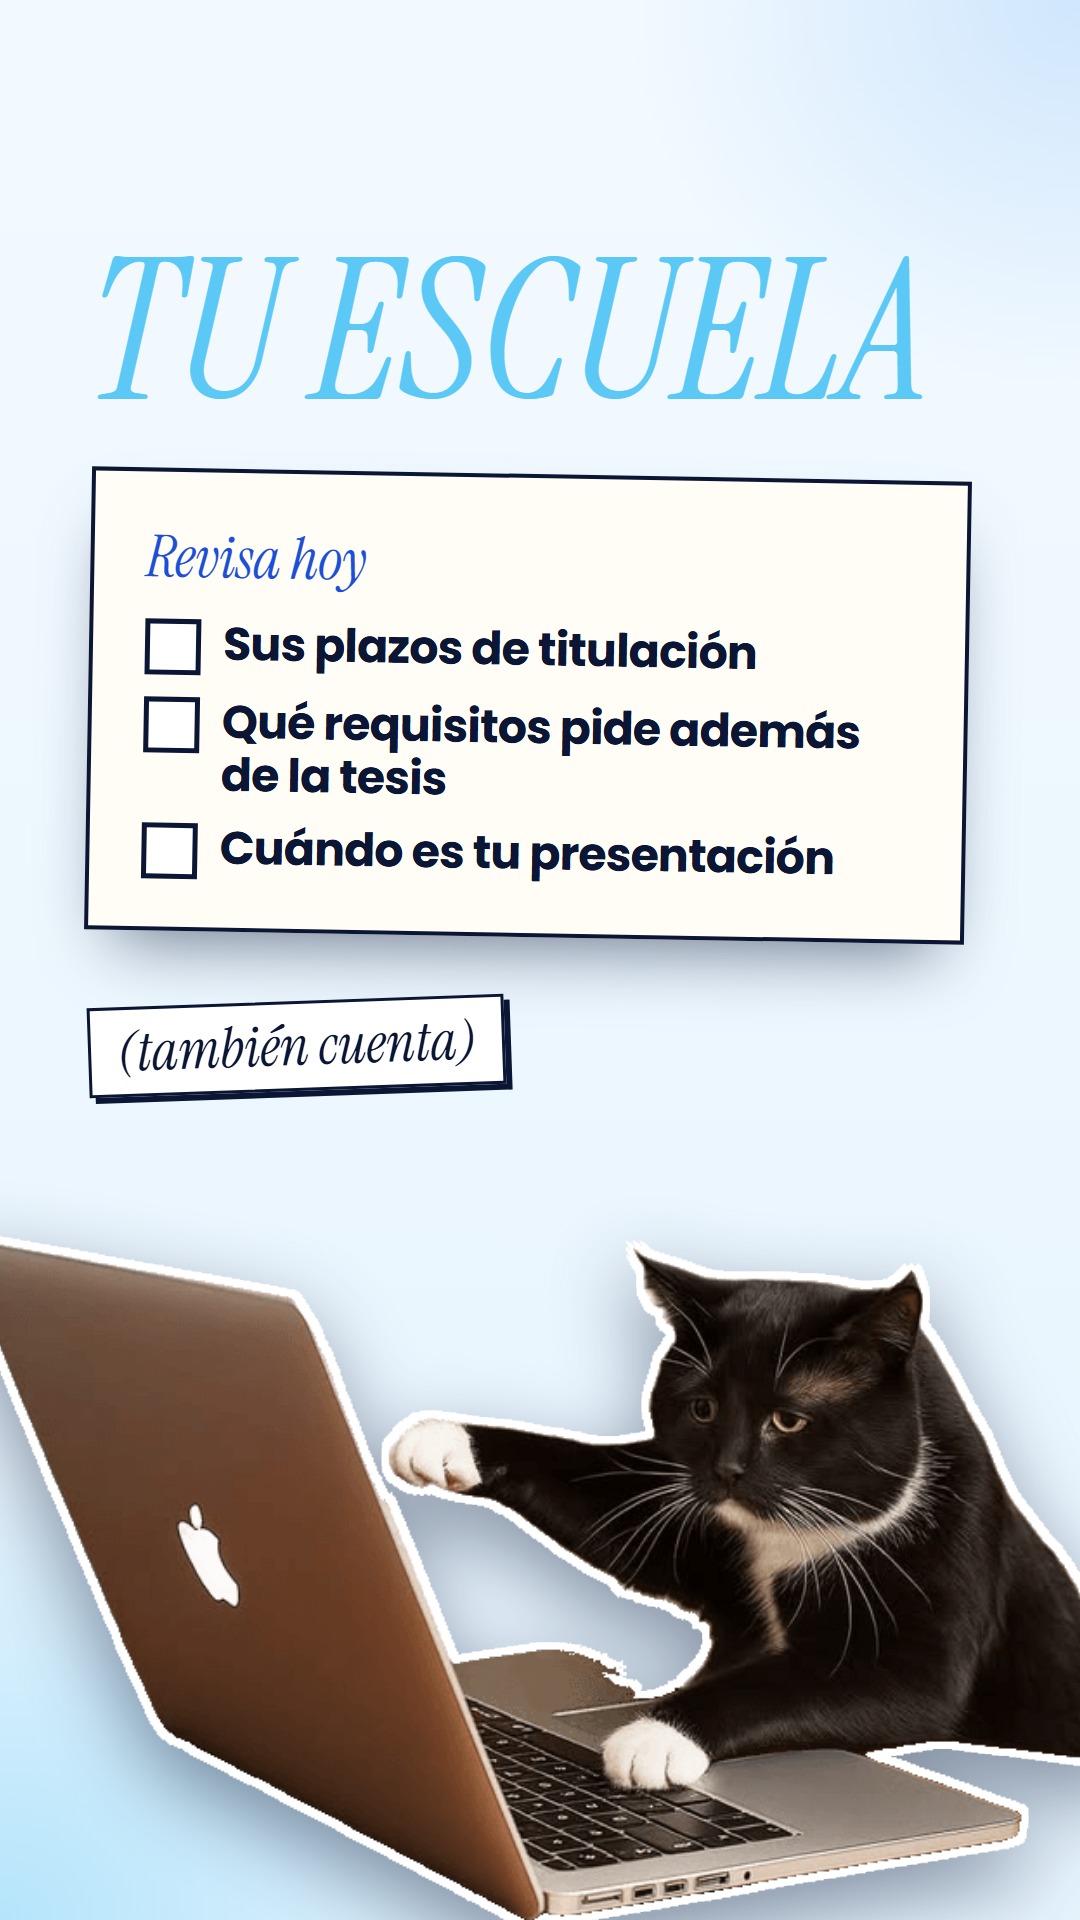 TU ESCUELA
Revisa hoy
Sus plazos de titulación
Qué requisitos pide además
de la tesis
Cuándo es tu presentación
(también cuenta)